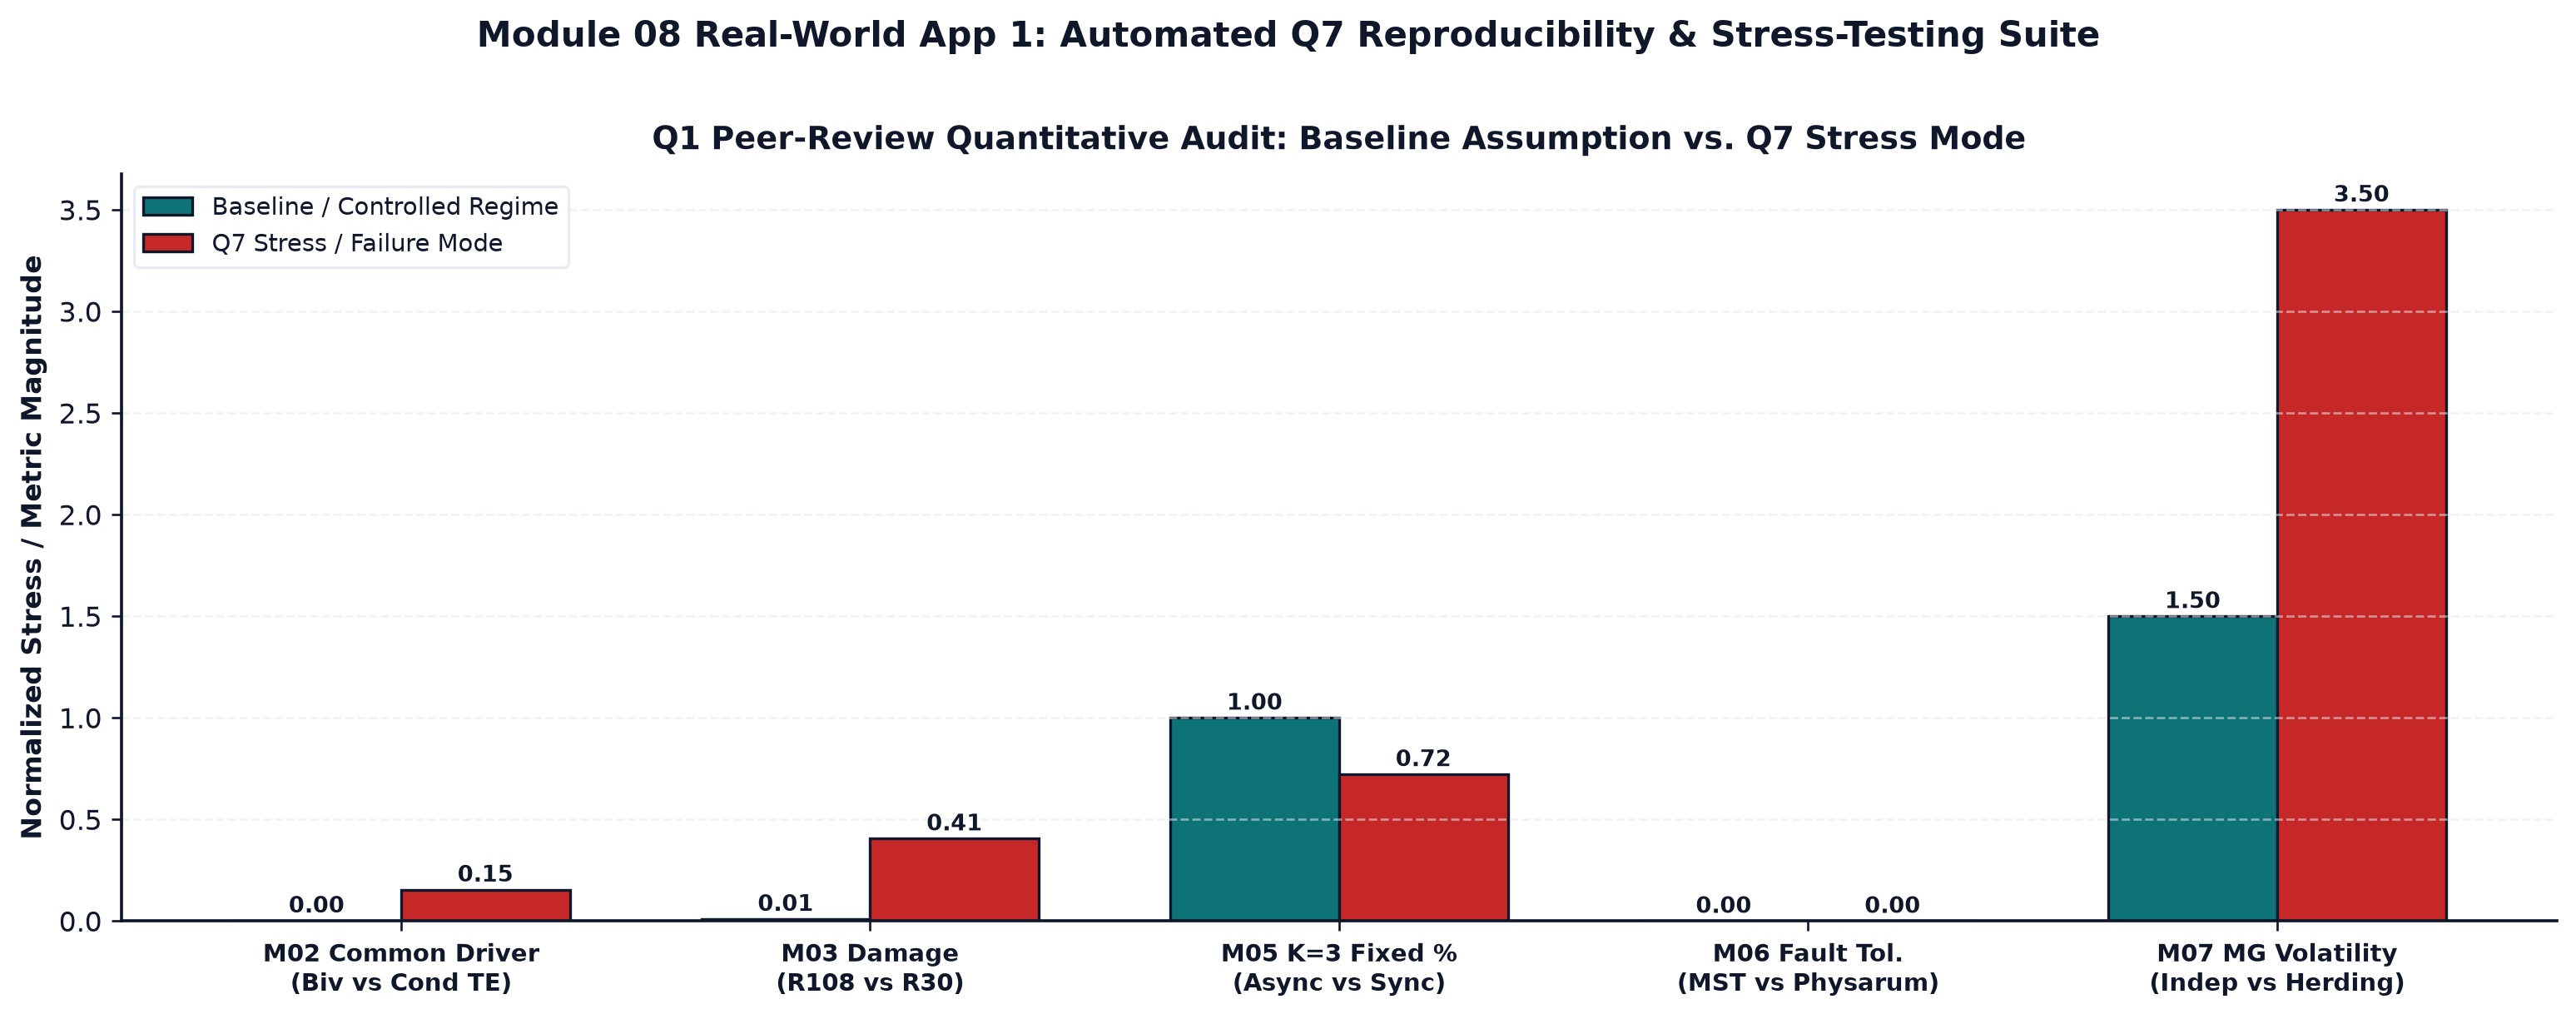 Module 08 Real-World App 1: Automated Q7 Reproducibility & Stress-Testing Suite
Q1 Peer-Review Quantitative Audit: Baseline Assumption vs. Q7 Stress Mode
Normalized Stress / Metric Magnitude
3.5
3.0
2.5
2.0
1.5
1.0
0.5
0.0
Baseline / Controlled Regime
Q7 Stress / Failure Mode
0.00
0.15
0.01
0.41
1.00
0.72
0.00
0.00
1.50
3.50
M02 Common Driver
(Biv vs Cond TE)
M03 Damage
(R108 vs R30)
M05 K=3 Fixed %
(Async vs Sync)
M06 Fault Tol.
(MST vs Physarum)
M07 MG Volatility
(Indep vs Herding)